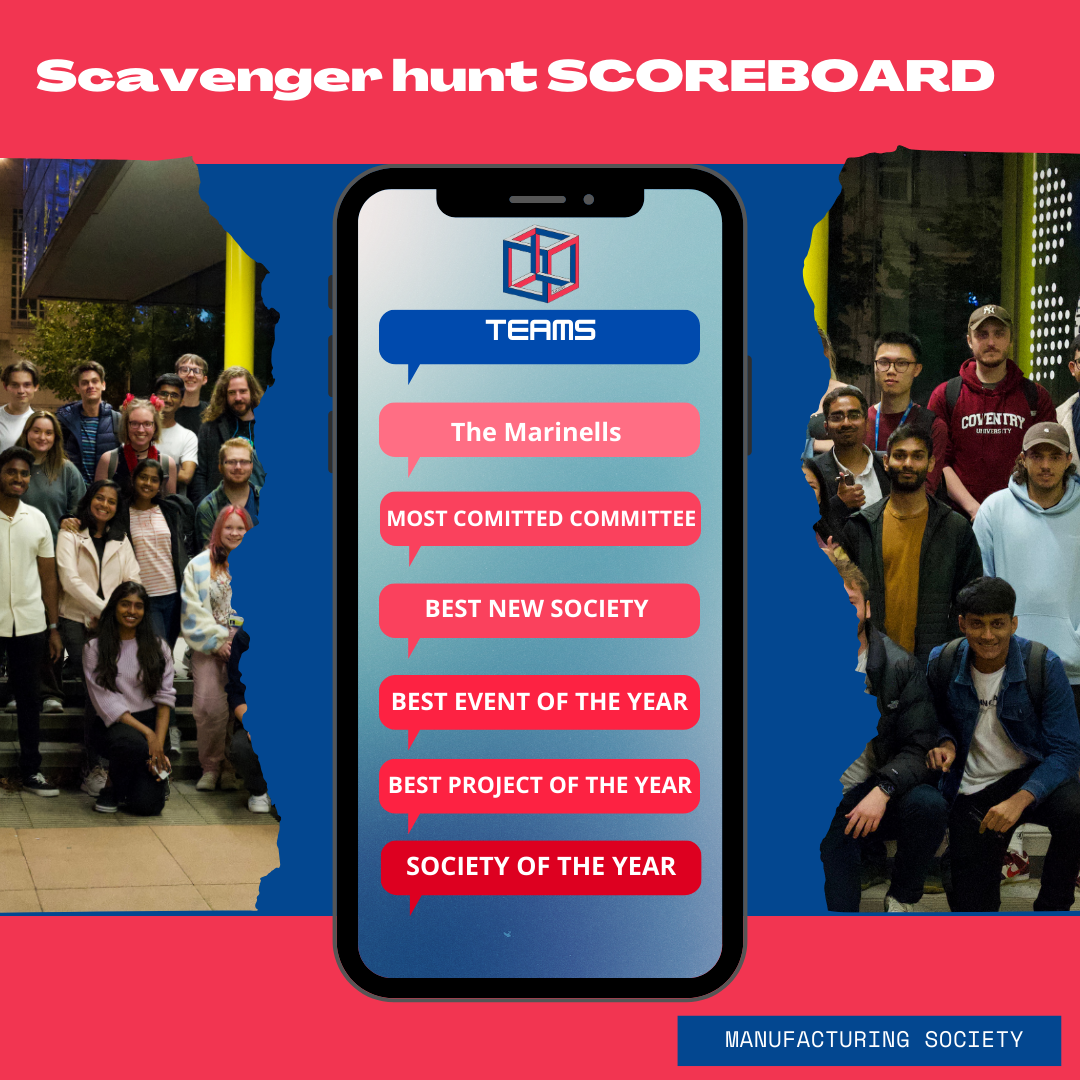 Scavenger hunt SCOREBOARD
TEAMS
The Marinells
MOST COMITTED COMMITTEE
BEST NEW SOCIETY
BEST EVENT OF THE YEAR
BEST PROJECT OF THE YEAR
SOCIETY OF THE YEAR
COVENTRY
UNIVERSITY
MANUFACTURING SOCIETY